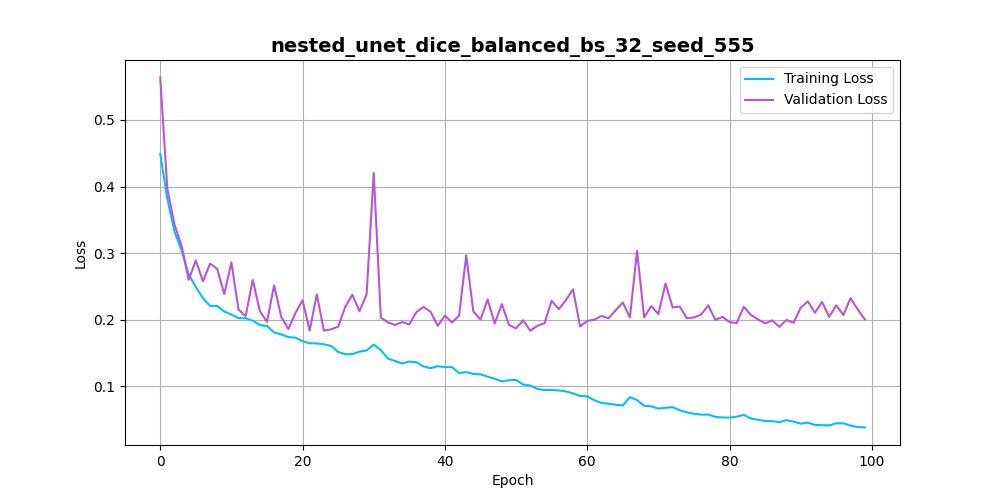 nested_unet_dice_balanced_bs_32_seed_555
Training Loss
Validation Loss
0.5
0.4
0.3
0.2
0.1
Loss
0 20 40 60 80 100
Epoch